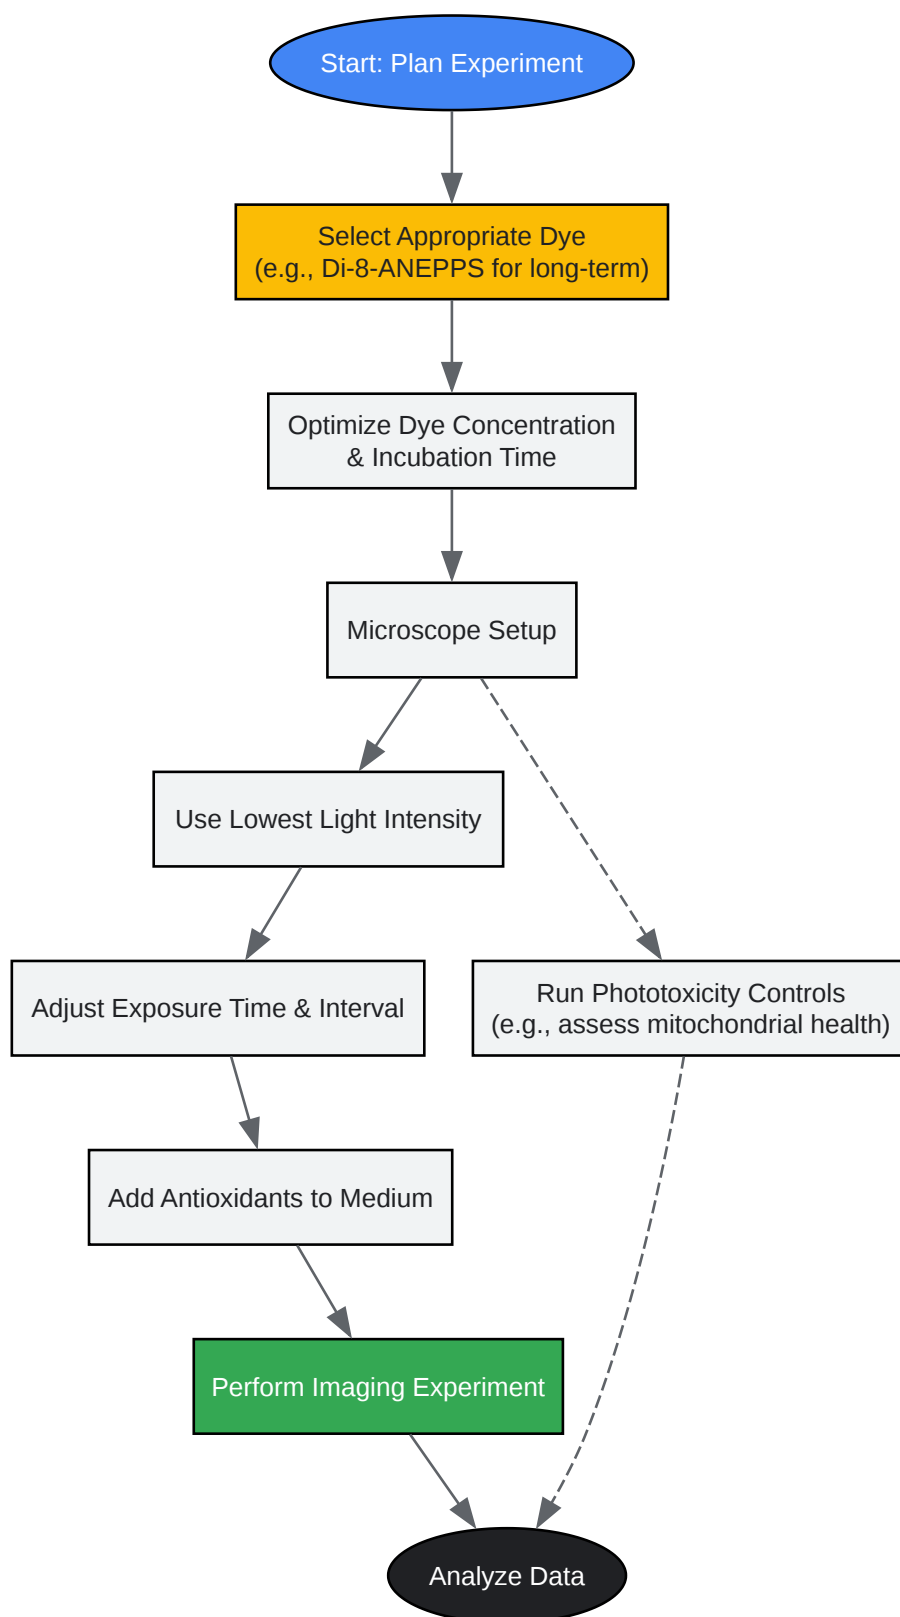 Start: Plan Experiment
Select Appropriate Dye
(e.g., Di-8-ANEPPS for long-term)
Optimize Dye Concentration
& Incubation Time
Microscope Setup
Use Lowest Light Intensity
Adjust Exposure Time & Interval
Run Phototoxicity Controls
(e.g., assess mitochondrial health)
Add Antioxidants to Medium
Perform Imaging Experiment
Analyze Data